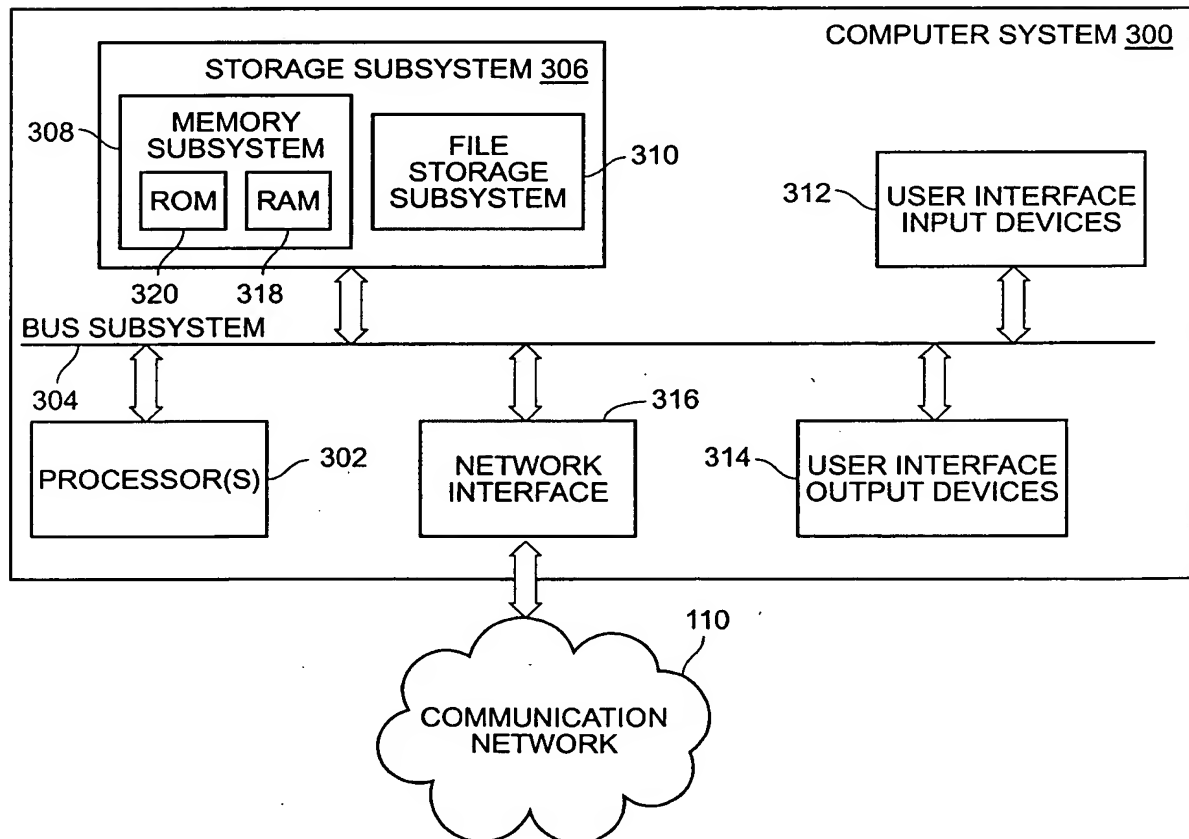 COMPUTER SYSTEM 300
STORAGE SUBSYSTEM 306
308
MEMORY
SUBSYSTEM
ROM
RAM
FILE
STORAGE
SUBSYSTEM
310
312
USER INTERFACE
INPUT DEVICES
320
318
BUS SUBSYSTEM
304
316
PROCESSOR(S)
302
NETWORK
INTERFACE
314
USER INTERFACE
OUTPUT DEVICES
110
COMMUNICATION
NETWORK